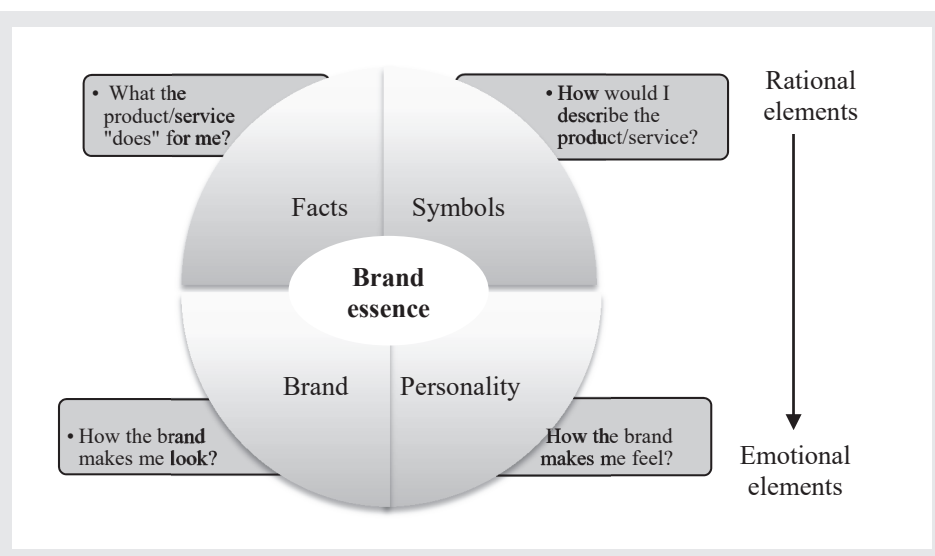 • What the
product/service
"does" for me?
• How would I
describe the
product/service?
Rational
elements
Facts
Symbols
Brand
essence
Brand
Personality
• How the brand
makes me look?
How the brand
makes me feel?
Emotional
elements